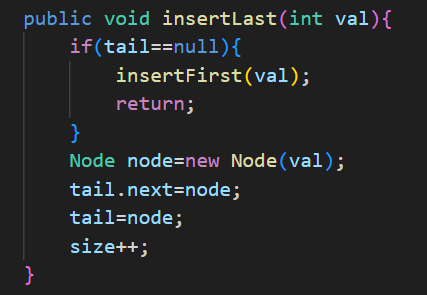 public void insertLast(int val){
    if(tail==null){
        insertFirst(val);
        return;
    }
    Node node=new Node(val);
    tail.next=node;
    tail=node;
    size++;
}